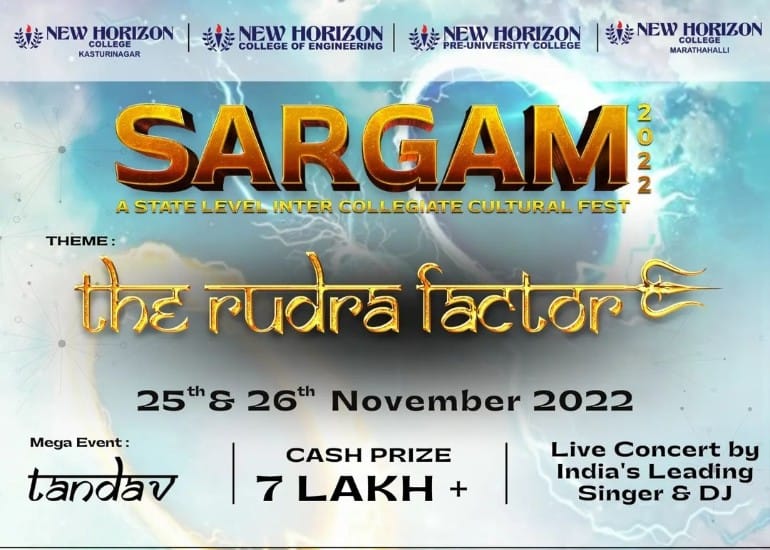 NEW HORIZON
COLLEGE
KASTURINAGAR
NEW HORIZON
COLLEGE OF ENGINEERING
NEW HORIZON
PRE-UNIVERSITY COLLEGE
NEW HORIZON
COLLEGE
MARATHAHALLI
SARGAM
2022
A STATE LEVEL INTER COLLEGIATE CULTURAL FEST
THEME :
the rudra factor
25th & 26th November 2022
Mega Event :
tandav
CASH PRIZE
7 LAKH +
Live Concert by
India's Leading
Singer & DJ